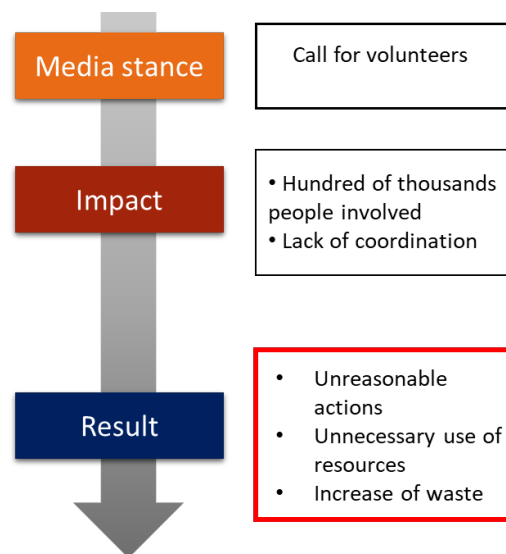 Media stance
Call for volunteers
Impact
• Hundred of thousands
people involved
• Lack of coordination
Result
• Unreasonable
actions
• Unnecessary use of
resources
• Increase of waste